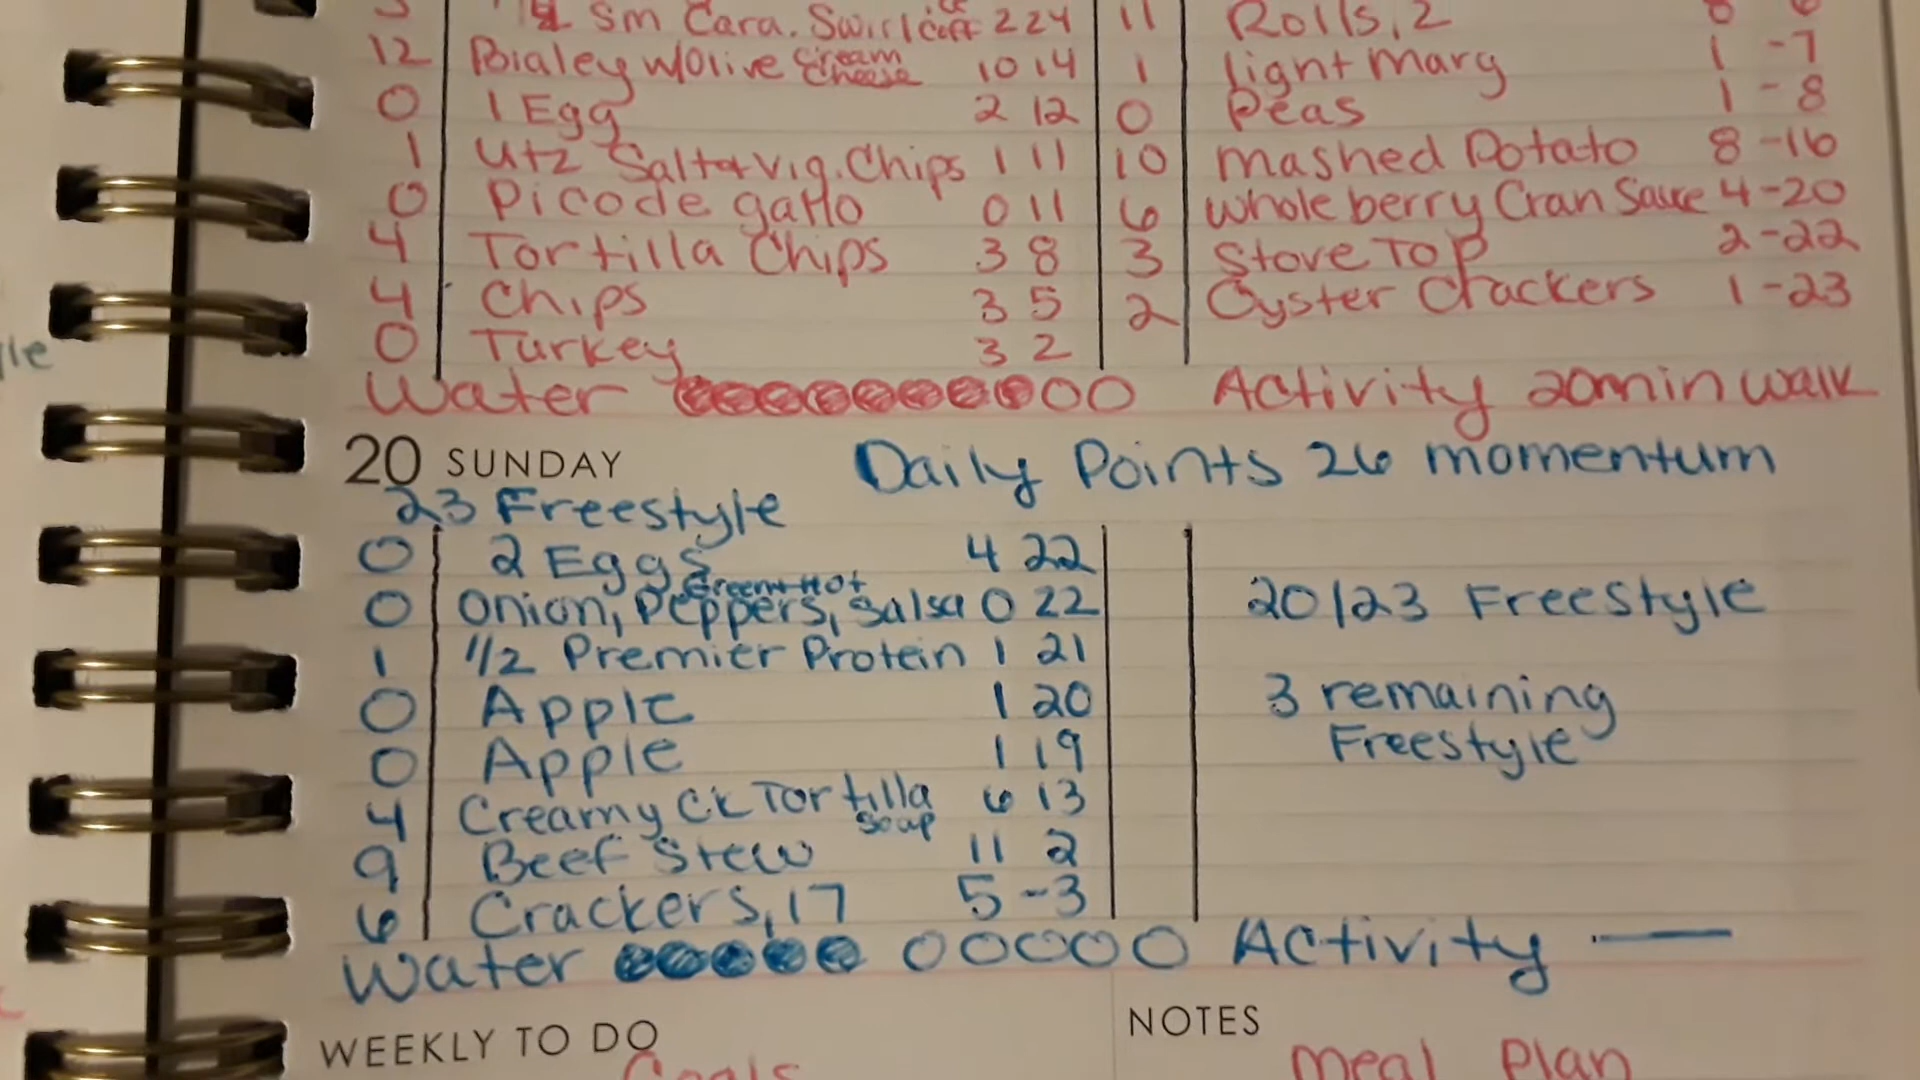 Sm Cara. Swirl Coff 2 24
12 Bialey w/Olive Cream Cheese 10 14
0 1 Egg 2 12
1 Utz Salt & Vig. Chips 1 11
0 Pico de gallo 0 11
4 Tortilla Chips 3 8
4 Chips 3 5
0 Turkey 3 2
11 Rolls, 2
1 light marg 1 -7
0 Peas 1 -8
10 mashed Potato 8 -16
6 Whole berry Cran Sauce 4 -20
3 Stove Top 2 -22
2 Oyster Crackers 1 -23
Water
Activity 20min walk
20 SUNDAY
Daily Points 26 momentum
23 Freestyle
0 2 Eggs 4 22
0 Onion, Green + Hot Peppers, Salsa 0 22
1 1/2 Premier Protein 1 21
0 Apple 1 20
0 Apple 1 19
4 Creamy Ck Tortilla Soup 6 13
9 Beef Stew 11 2
6 Crackers, 17 5 -3
20/23 Freestyle
3 remaining
Freestyle
Water
Activity —
WEEKLY TO DO
Goals
NOTES
Meal Plan